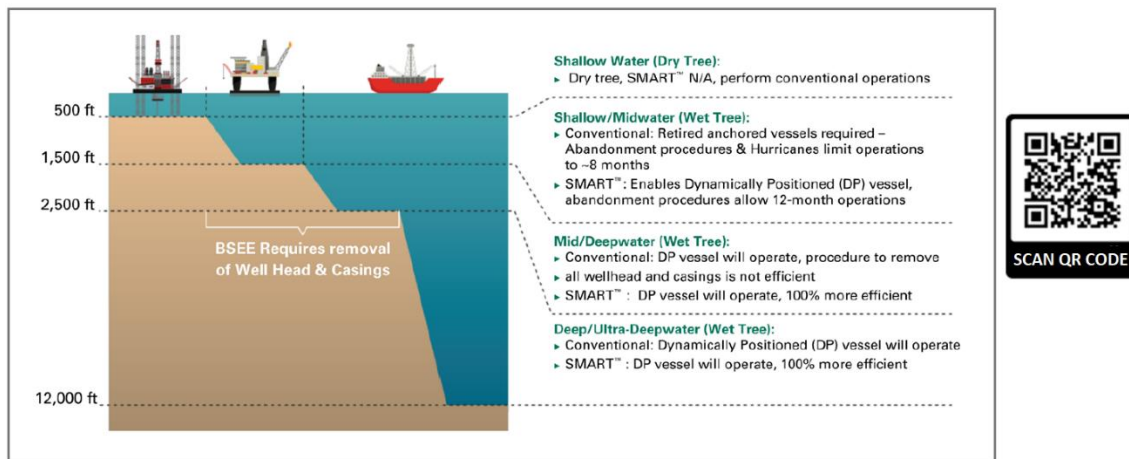 500 ft
1,500 ft
2,500 ft
12,000 ft
BSEE Requires removal
of Well Head & Casings
Shallow Water (Dry Tree):
▸ Dry tree, SMART™ N/A, perform conventional operations
Shallow/Midwater (Wet Tree):
▸ Conventional: Retired anchored vessels required –
Abandonment procedures & Hurricanes limit operations
to ~8 months
▸ SMART™: Enables Dynamically Positioned (DP) vessel,
abandonment procedures allow 12-month operations
Mid/Deepwater (Wet Tree):
▸ Conventional: DP vessel will operate, procedure to remove
▸ all wellhead and casings is not efficient
▸ SMART™ : DP vessel will operate, 100% more efficient
Deep/Ultra-Deepwater (Wet Tree):
▸ Conventional: Dynamically Positioned (DP) vessel will operate
▸ SMART™ : DP vessel will operate, 100% more efficient
SCAN QR CODE